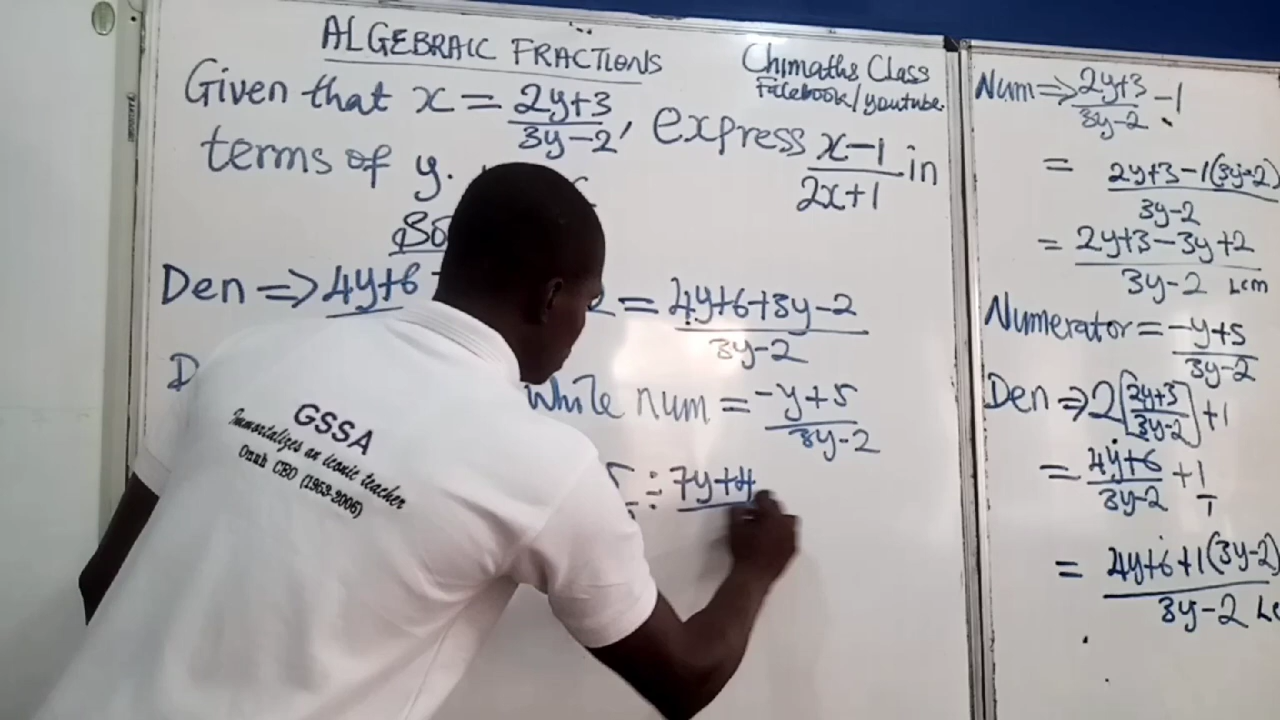 ALGEBRAIC FRACTIONS
Chimaths Class
Facebook/youtube
Given that x = 2y+3/3y-2, express x-1/2x+1 in
terms of y.
So
Den => 4y+6
2 = 4y+6+3y-2/3y-2
D
While num = -y+5/3y-2
÷ 7y+4
GSSA
Immortalizes an iconic teacher
Onuh CBO (1963-2006)
Num => 2y+3/3y-2 -1
= 2y+3-1(3y-2)/3y-2
= 2y+3-3y+2/3y-2 Lcm
Numerator = -y+5/3y-2
Den => 2[2y+3/3y-2]+1
= 4y+6/3y-2 + 1/1
= 4y+6+1(3y-2)/3y-2 Lc